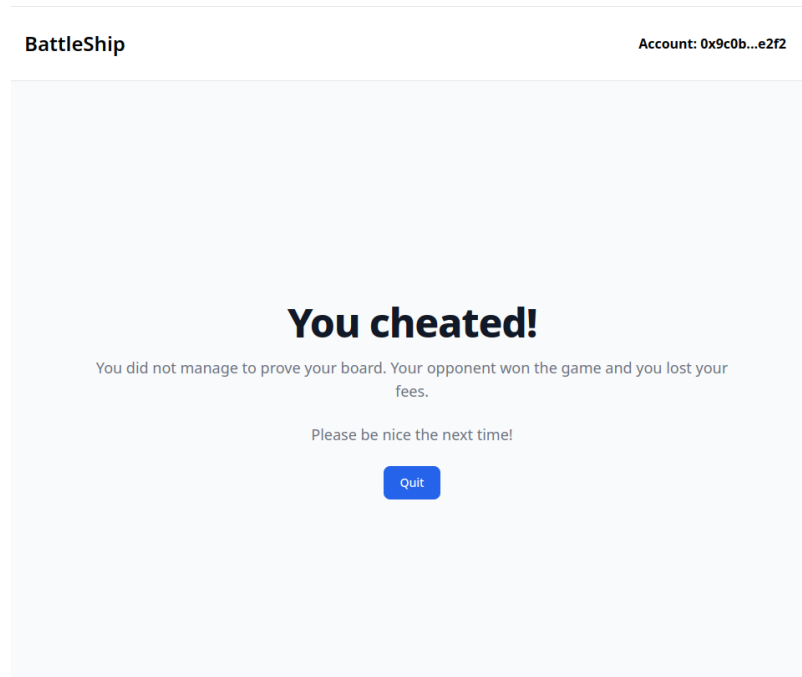 BattleShip
Account: 0x9c0b...e2f2
You cheated!
You did not manage to prove your board. Your opponent won the game and you lost your
fees.
Please be nice the next time!
Quit